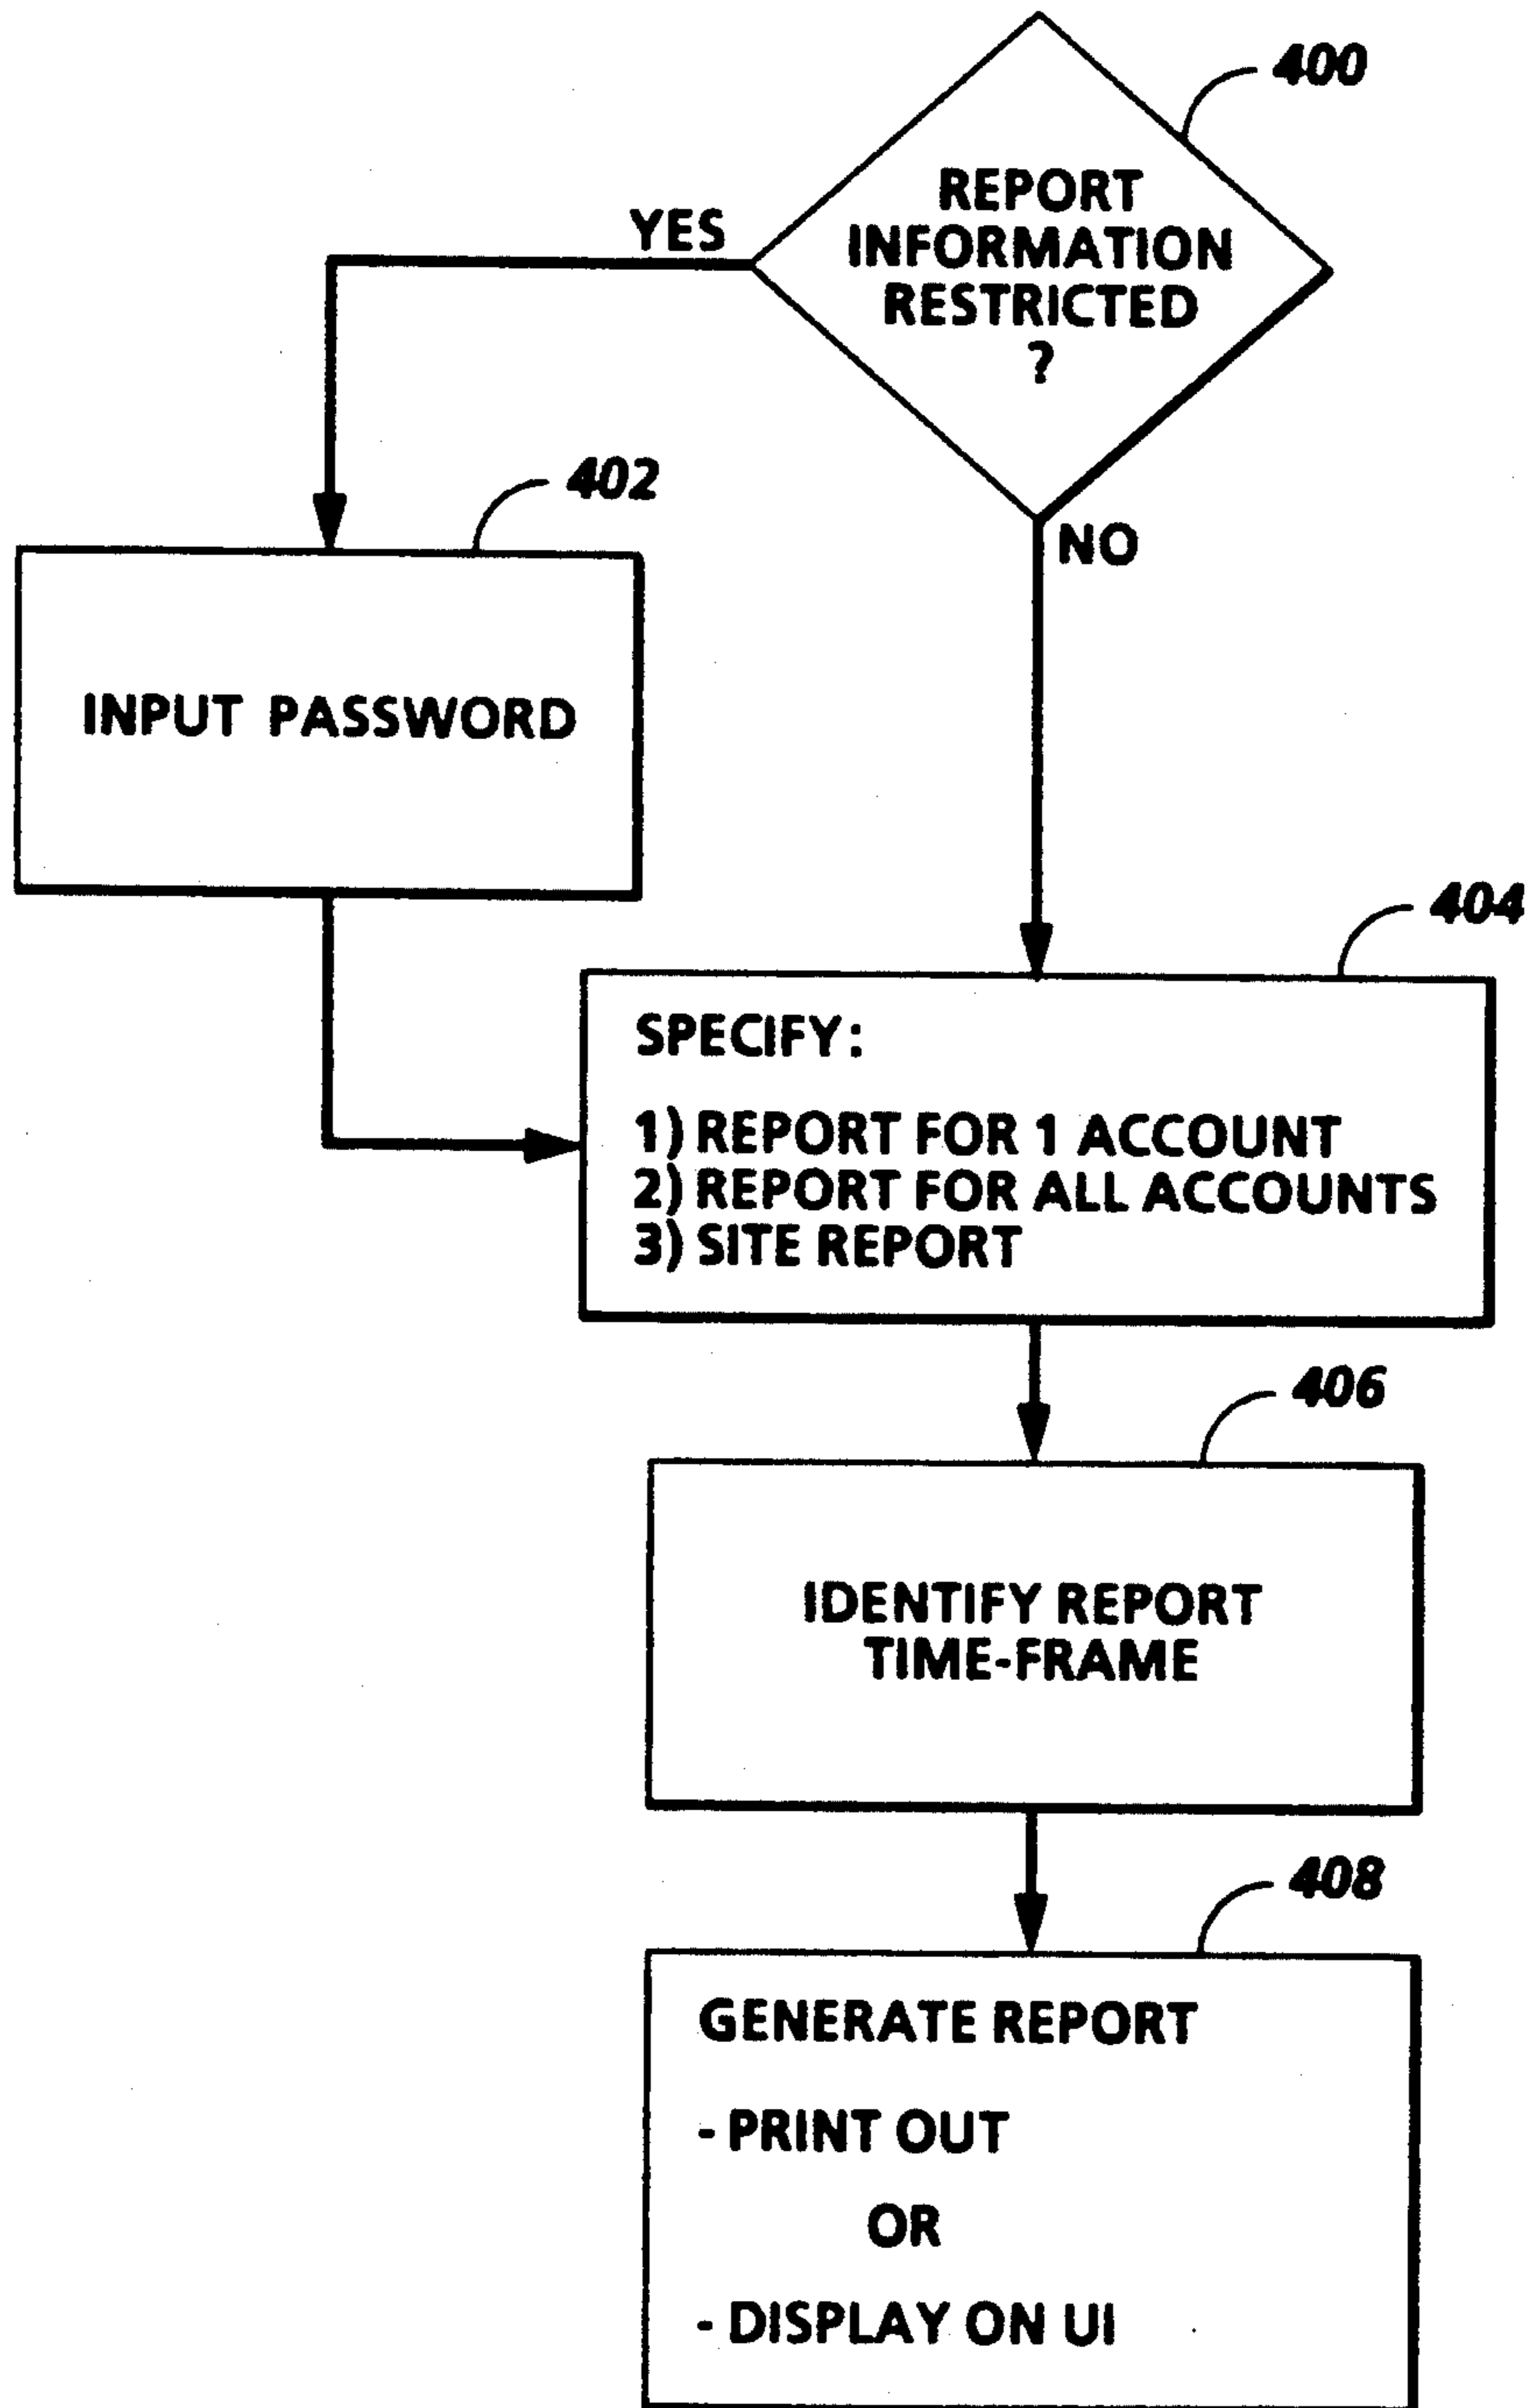 400
REPORT
INFORMATION
RESTRICTED
?
YES
NO
402
INPUT PASSWORD
404
SPECIFY:
1) REPORT FOR 1 ACCOUNT
2) REPORT FOR ALL ACCOUNTS
3) SITE REPORT
406
IDENTIFY REPORT
TIME-FRAME
408
GENERATE REPORT
- PRINT OUT
OR
- DISPLAY ON UI